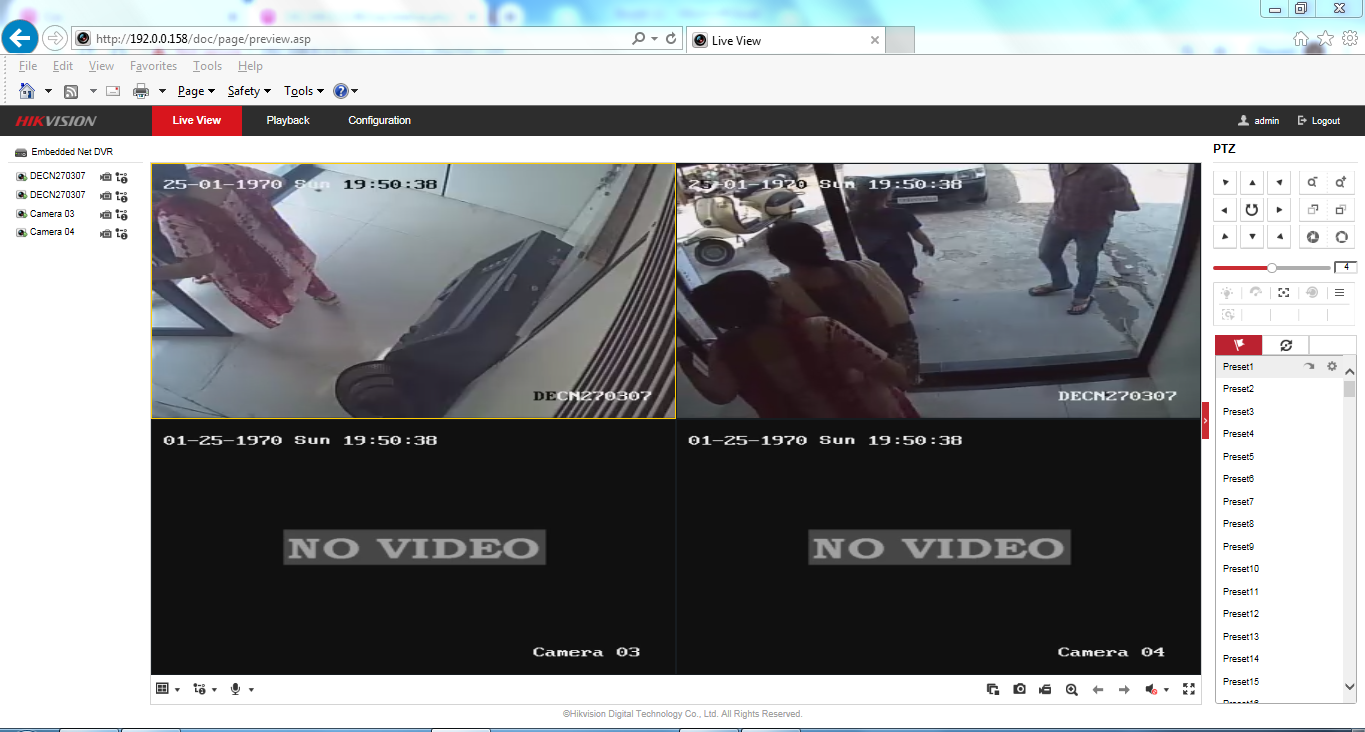 http://192.0.0.158/doc/page/preview.asp
Live View
File Edit View Favorites Tools Help
Page Safety Tools
HIKVISION
Live View Playback Configuration
admin Logout
Embedded Net DVR
DECN270307
DECN270307
Camera 03
Camera 04
25-01-1970 Sun 19:50:38
DECN270307
25-01-1970 Sun 19:50:38
DECN270307
01-25-1970 Sun 19:50:38
NO VIDEO
Camera 03
01-25-1970 Sun 19:50:38
NO VIDEO
Camera 04
PTZ
4
Preset1
Preset2
Preset3
Preset4
Preset5
Preset6
Preset7
Preset8
Preset9
Preset10
Preset11
Preset12
Preset13
Preset14
Preset15
©Hikvision Digital Technology Co., Ltd. All Rights Reserved.